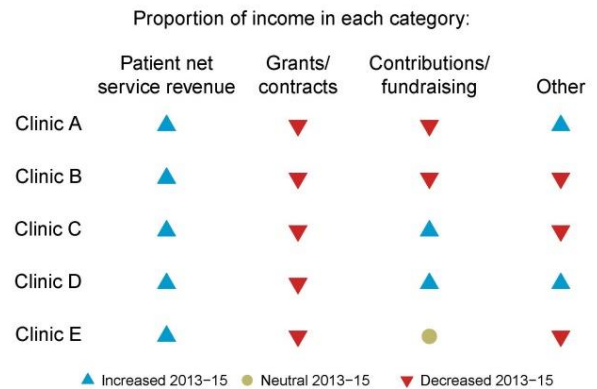 Proportion of income in each category:
Patient net service revenue
Grants/ contracts
Contributions/ fundraising
Other
Clinic A
Clinic B
Clinic C
Clinic D
Clinic E
Increased 2013–15 Neutral 2013–15 Decreased 2013–15